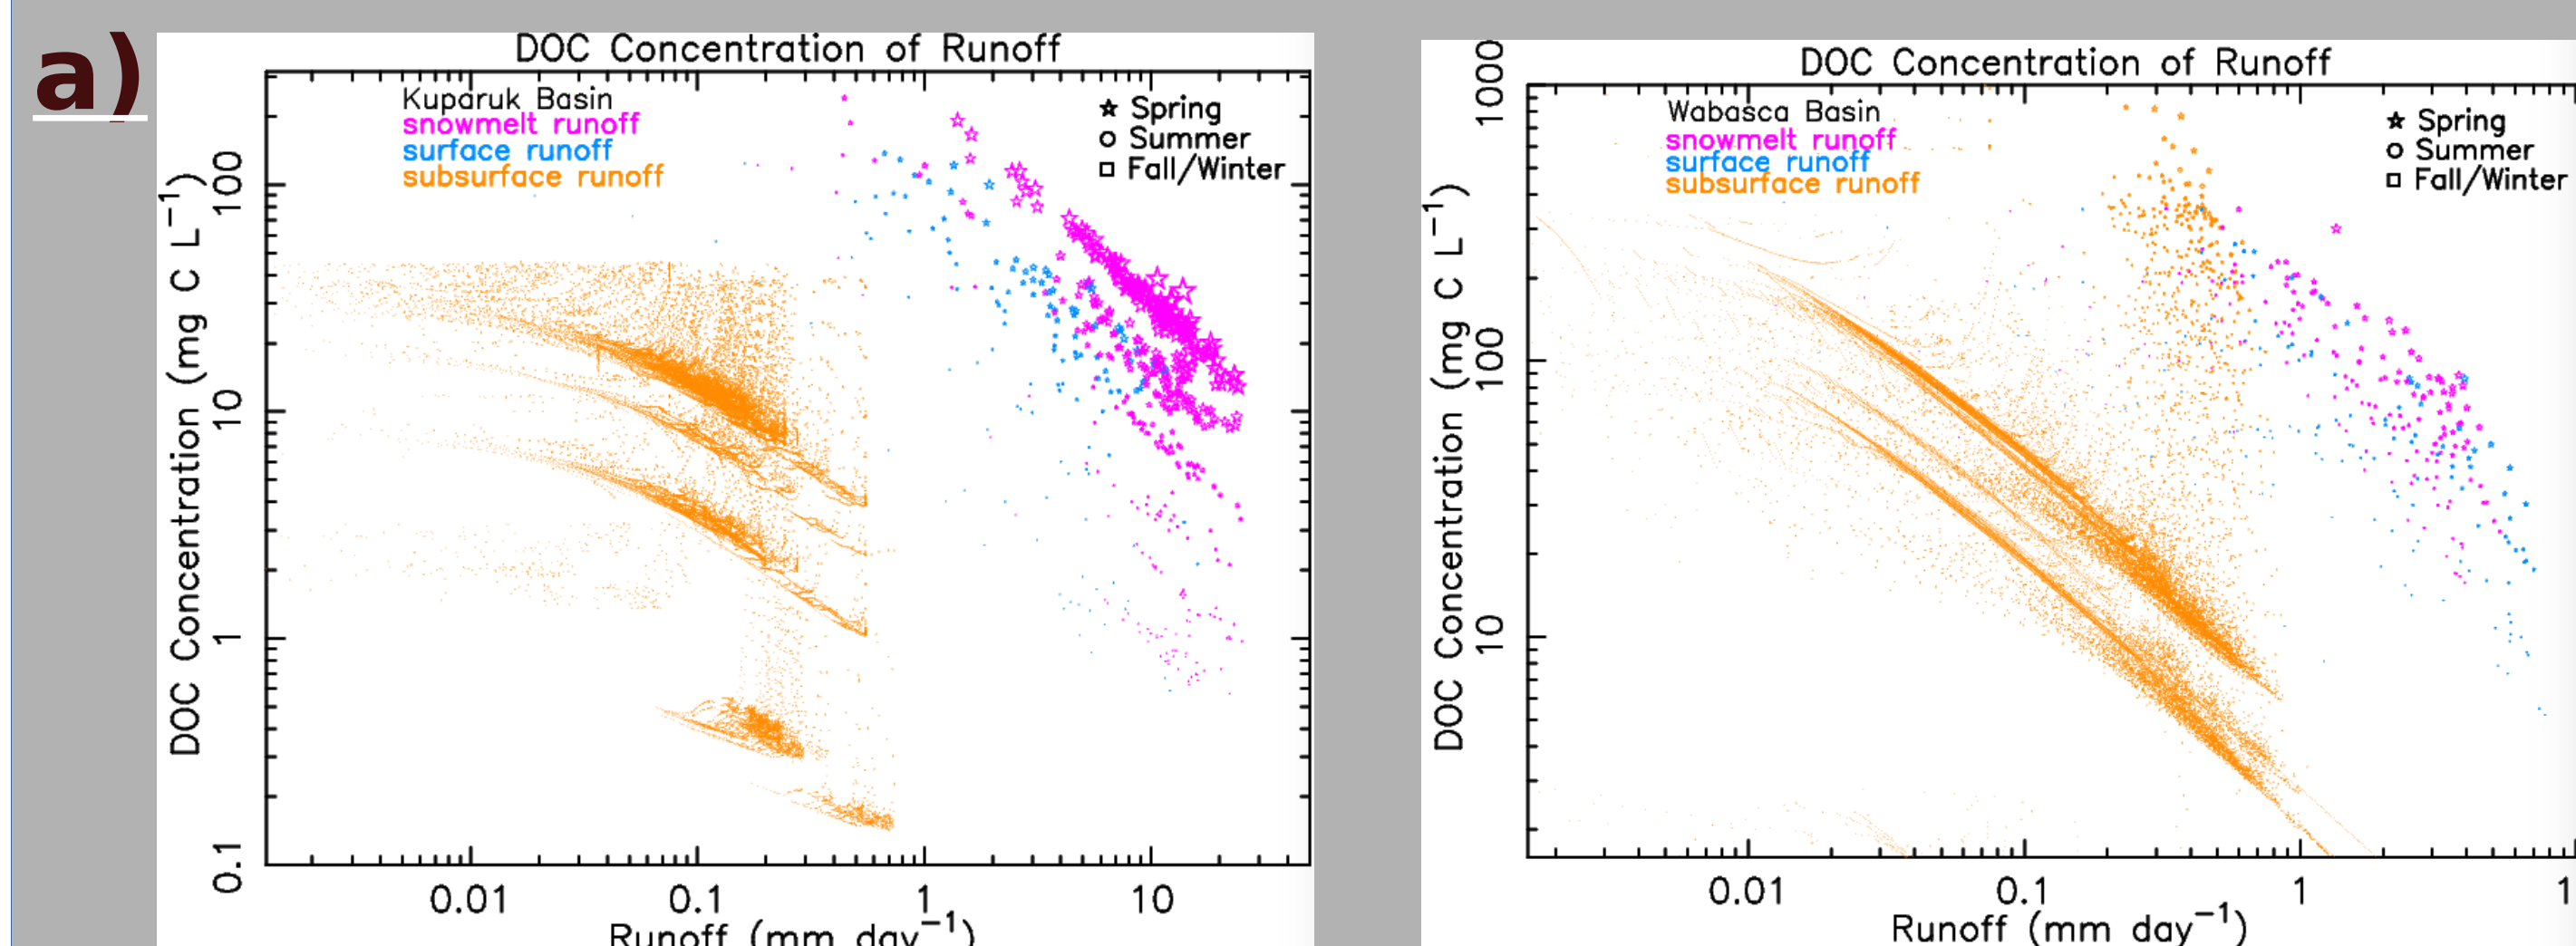 a)
DOC Concentration of Runoff
Kuparuk Basin
snowmelt runoff
surface runoff
subsurface runoff
Spring
Summer
Fall/Winter
DOC Concentration (mg C L−1)
100
10
1
0.1
0.01 0.1 1 10
Runoff (mm day−1)
DOC Concentration of Runoff
Wabasca Basin
snowmelt runoff
surface runoff
subsurface runoff
Spring
Summer
Fall/Winter
DOC Concentration (mg C L−1)
1000
100
10
0.01 0.1 1 1
Runoff (mm day−1)